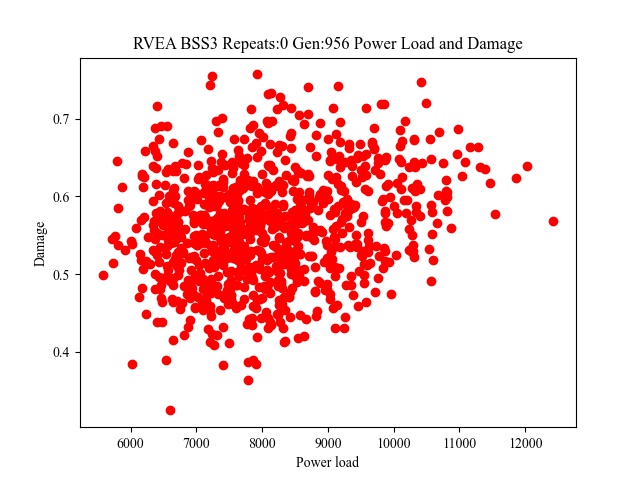 RVEA BSS3 Repeats:0 Gen:956 Power Load and Damage
0.7
0.6
0.5
0.4
Damage
6000 7000 8000 9000 10000 11000 12000
Power load